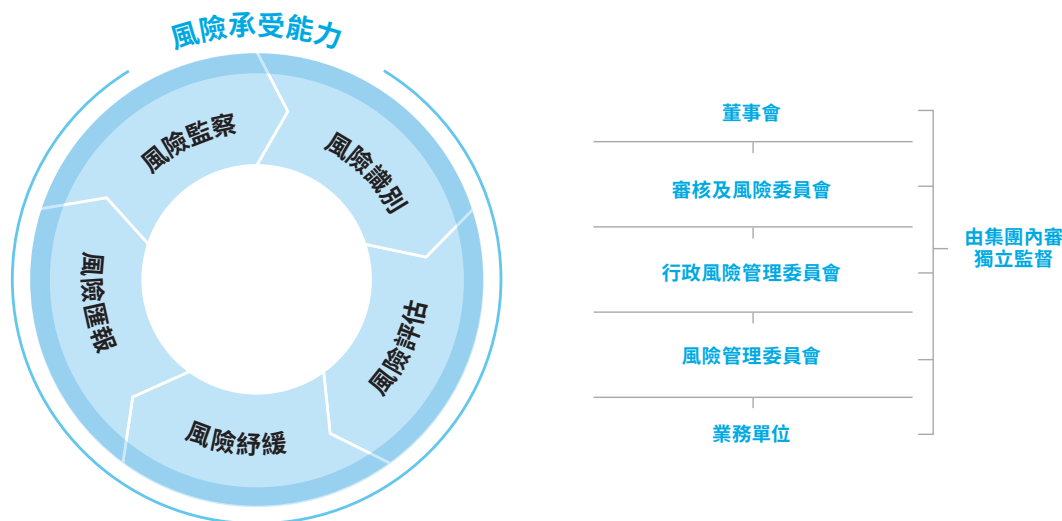 風險承受能力
風險監察
風險識別
風險評估
風險紓緩
風險匯報
董事會
審核及風險委員會
行政風險管理委員會
風險管理委員會
業務單位
由集團內審
獨立監督